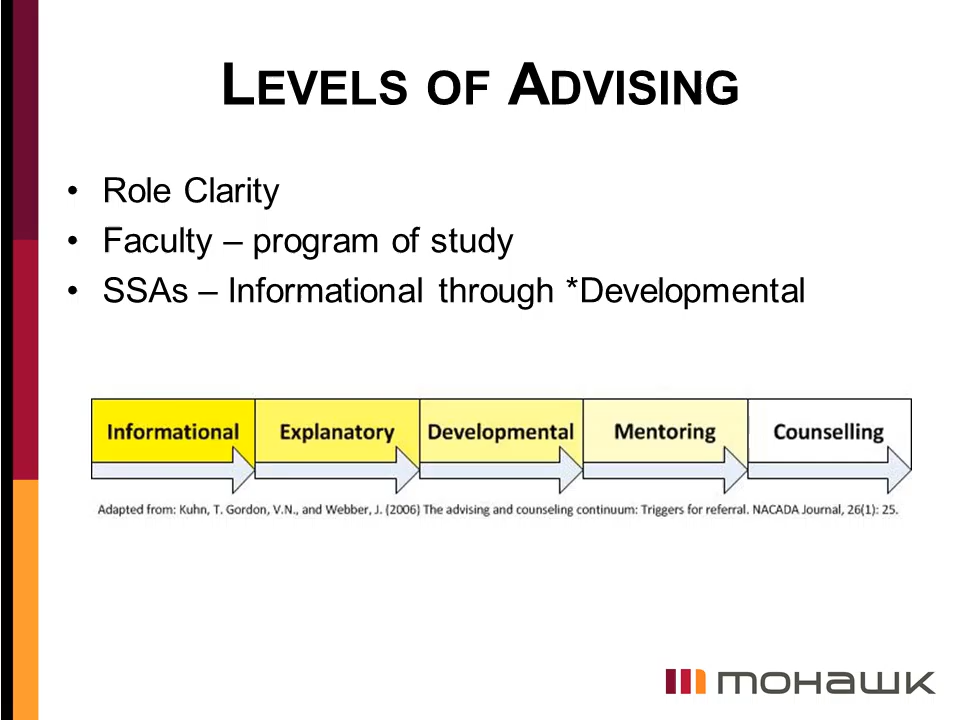 LEVELS OF ADVISING
• Role Clarity
• Faculty – program of study
• SSAs – Informational through *Developmental
Informational Explanatory Developmental Mentoring Counselling
Adapted from: Kuhn, T. Gordon, V.N., and Webber, J. (2006) The advising and counseling continuum: Triggers for referral. NACADA Journal, 26(1): 25.
mohawk